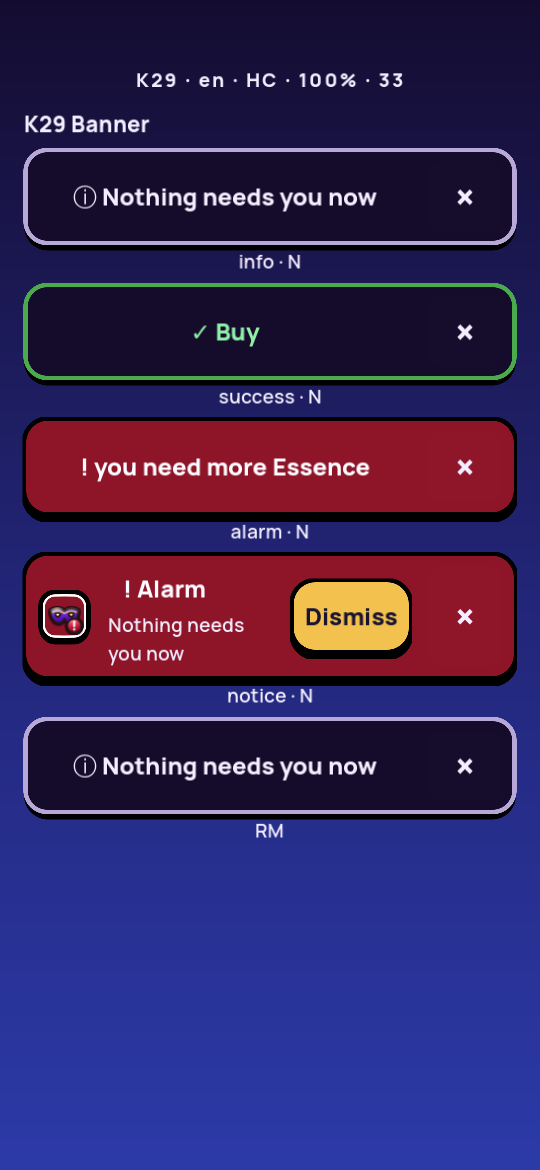 K29 · en · HC · 100% · 33
K29 Banner
ⓘ Nothing needs you now ×
info · N
✓ Buy ×
success · N
! you need more Essence ×
alarm · N
! Alarm
Nothing needs
you now
Dismiss ×
notice · N
ⓘ Nothing needs you now ×
RM